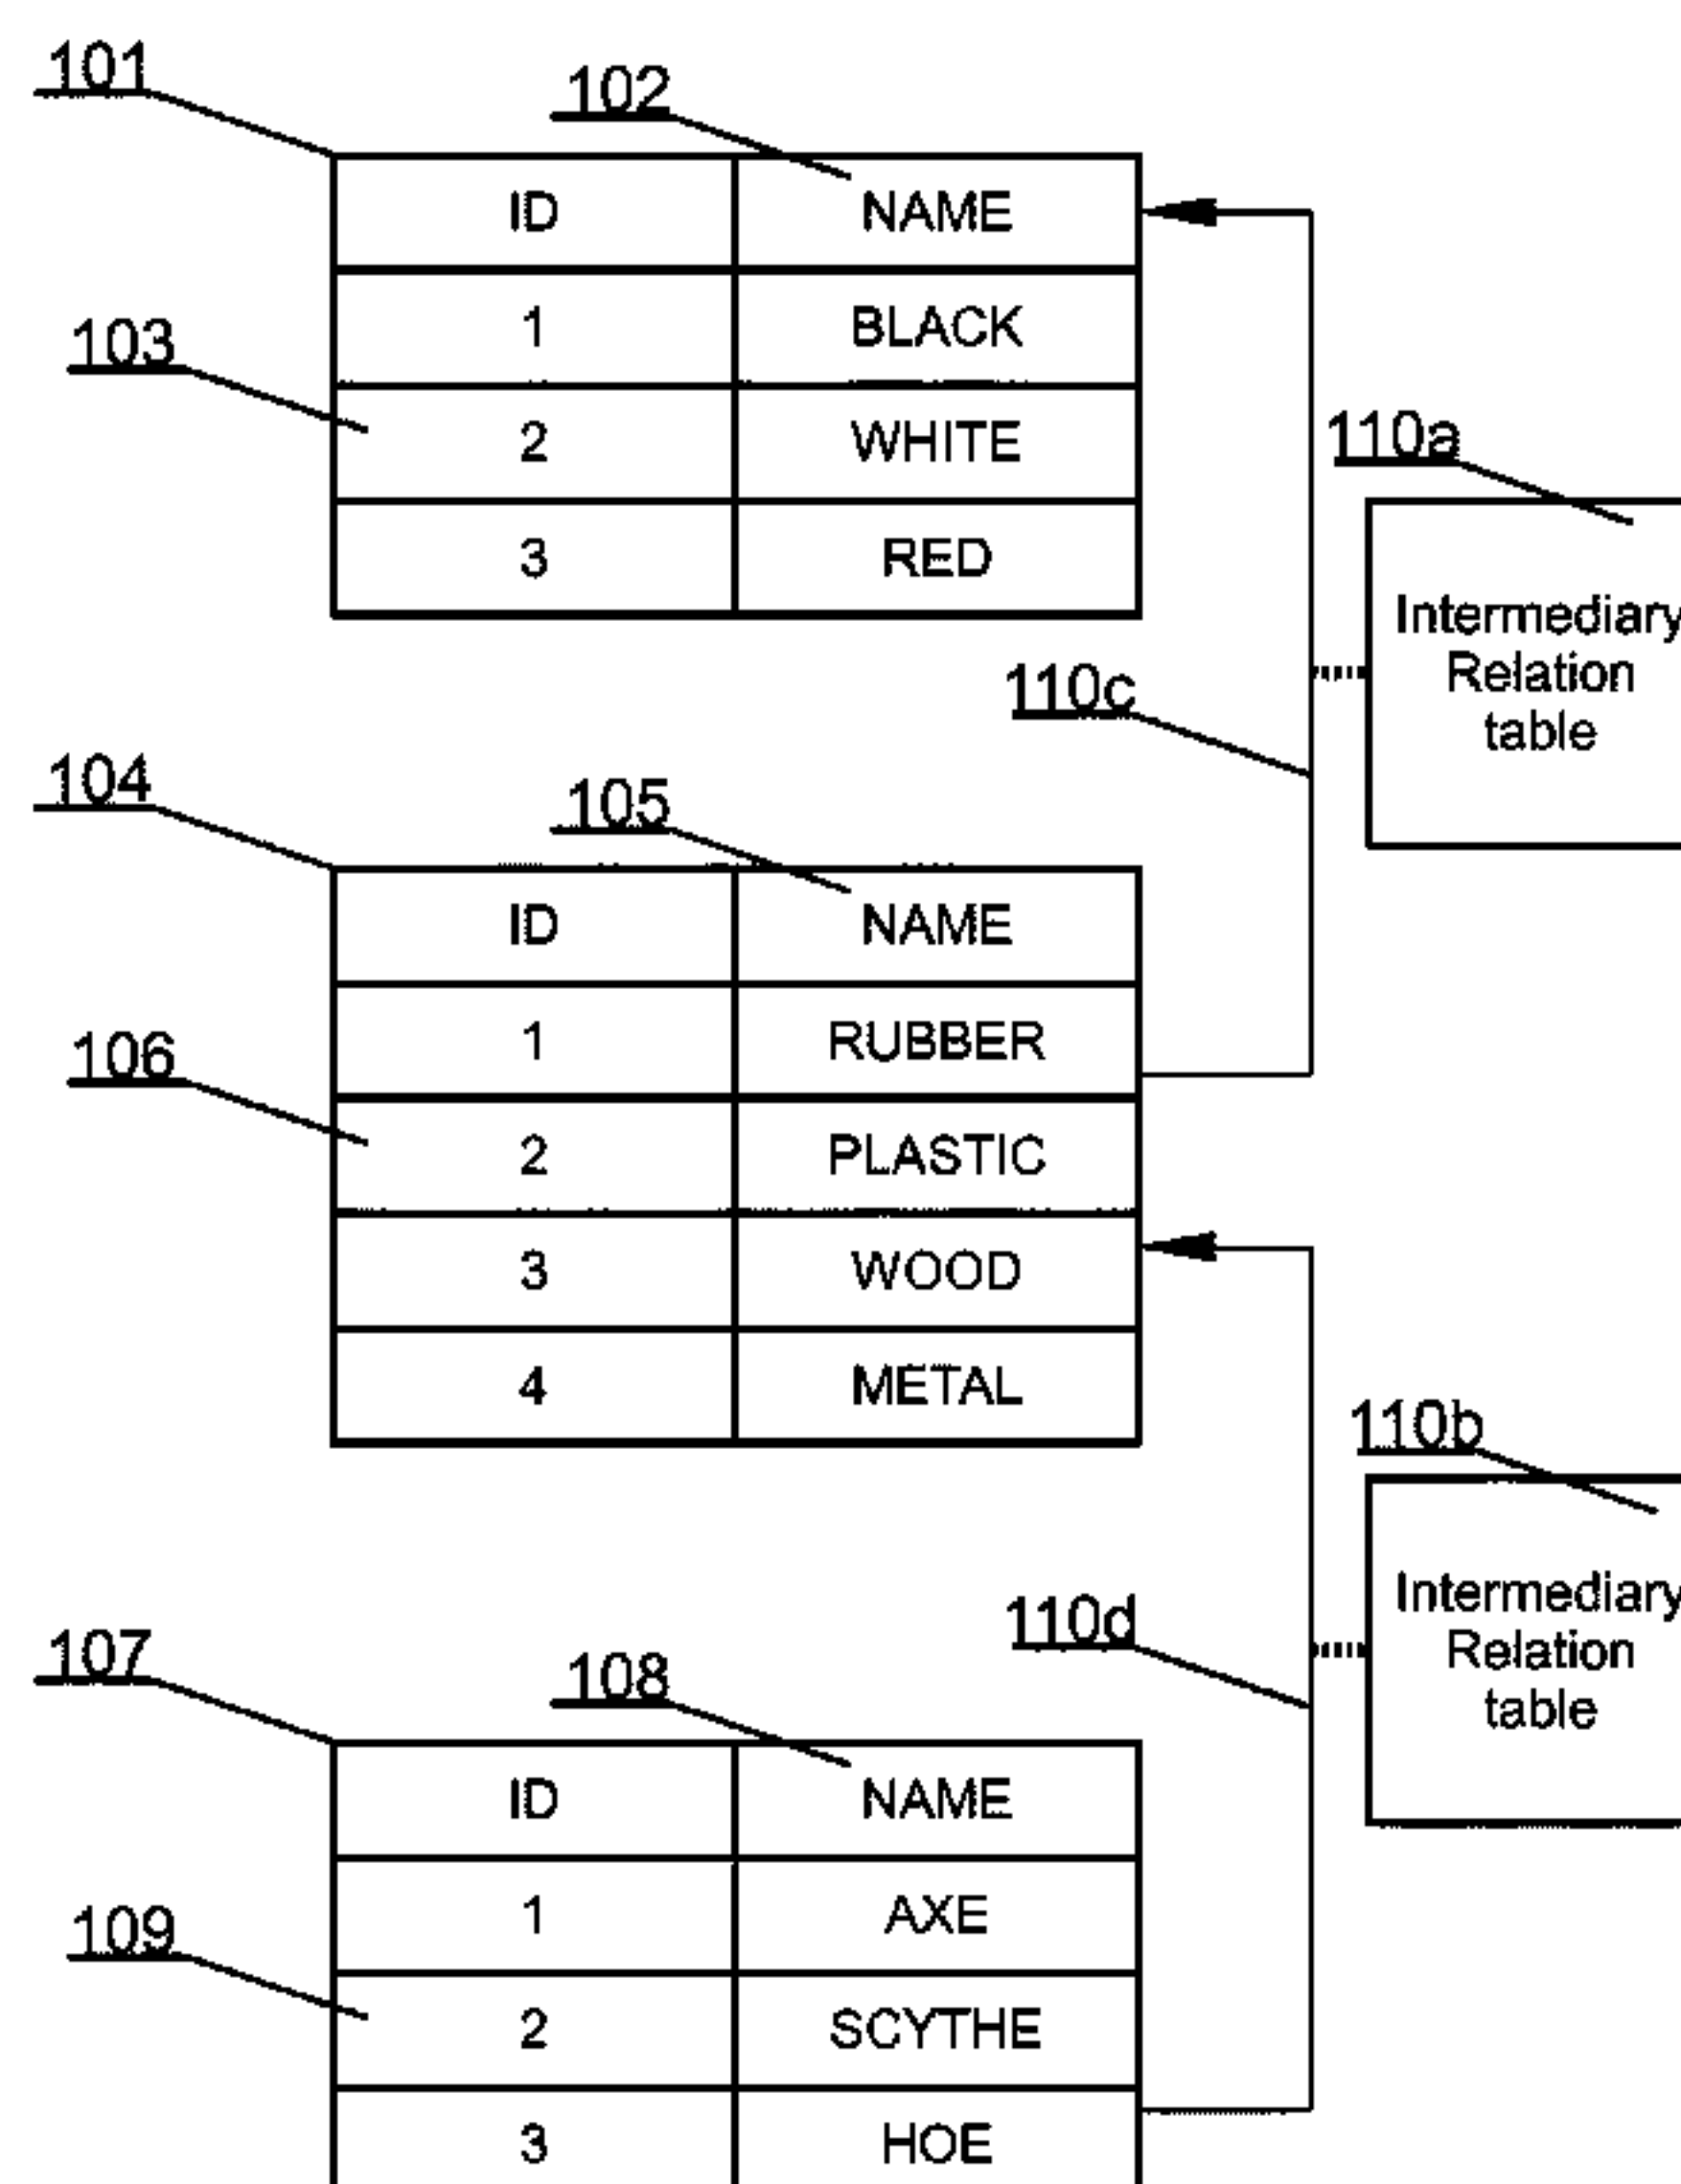 101
102
ID NAME
1 BLACK
103
2 WHITE
3 RED
110a
Intermediary
Relation
table
110c
104
105
ID NAME
1 RUBBER
106
2 PLASTIC
3 WOOD
4 METAL
110b
Intermediary
Relation
table
110d
107
108
ID NAME
1 AXE
109
2 SCYTHE
3 HOE